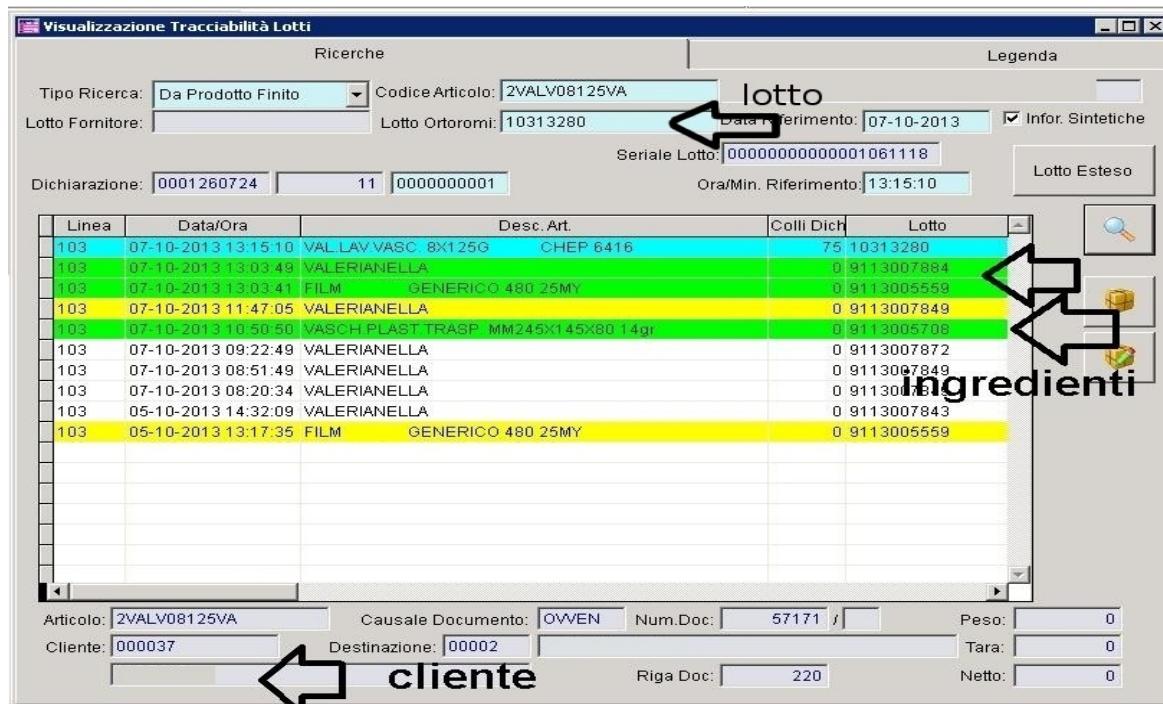 Visualizzazione Tracciabilità Lotti
Ricerche Legenda
Tipo Ricerca: Da Prodotto Finito Codice Articolo: 2VALV08125VA lotto
Lotto Fornitore: Lotto Ortoromi: 10313280 Data Riferimento: 07-10-2013 Infor. Sintetiche
Seriale Lotto: 00000000000001061118 Lotto Esteso
Dichiarazione: 0001260724 11 0000000001 Ora/Min. Riferimento: 13:15:10
Linea Data/Ora Desc. Art. Colli Dich Lotto
103 07-10-2013 13:15:10 VAL.LAV.VASC. 8X125G CHEP 6416 75 10313280
103 07-10-2013 13:03:49 VALERIANELLA 0 9113007884
103 07-10-2013 13:03:41 FILM GENERICO 480 25MY 0 9113005559
103 07-10-2013 11:47:05 VALERIANELLA 0 9113007849
103 07-10-2013 10:50:50 VASCH.PLAST.TRASP. MM245X145X80 14gr 0 9113005708
103 07-10-2013 09:22:49 VALERIANELLA 0 9113007872
103 07-10-2013 08:51:49 VALERIANELLA 0 9113007849
103 07-10-2013 08:20:34 VALERIANELLA 0
ingredienti
103 05-10-2013 14:32:09 VALERIANELLA 0 9113007843
103 05-10-2013 13:17:35 FILM GENERICO 480 25MY 0 9113005559
Articolo: 2VALV08125VA Causale Documento: OVVEN Num.Doc: 57171 / Peso: 0
Cliente: 000037 Destinazione: 00002 Tara: 0
cliente Riga Doc: 220 Netto: 0